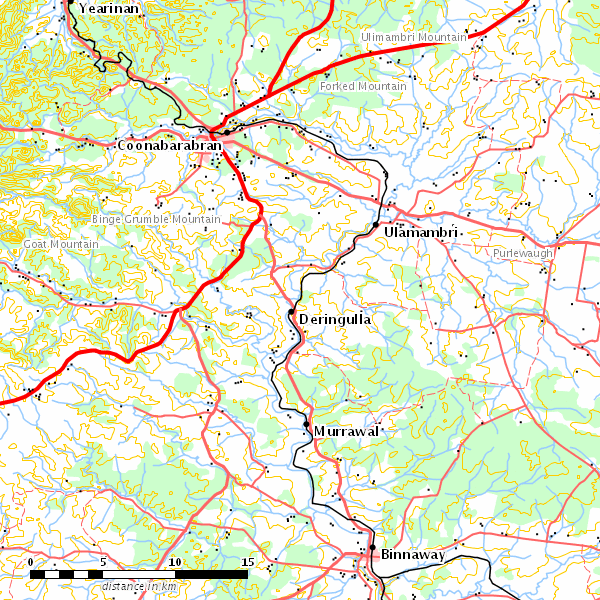 Yearinan
Ulimambri Mountain
Forked Mountain
Coonabarabran
Binge Grumble Mountain
Ulamambri
Goat Mountain
Purlewaugh
Deringulla
Murrawal
Binnaway
0 5 10 15
distance in km